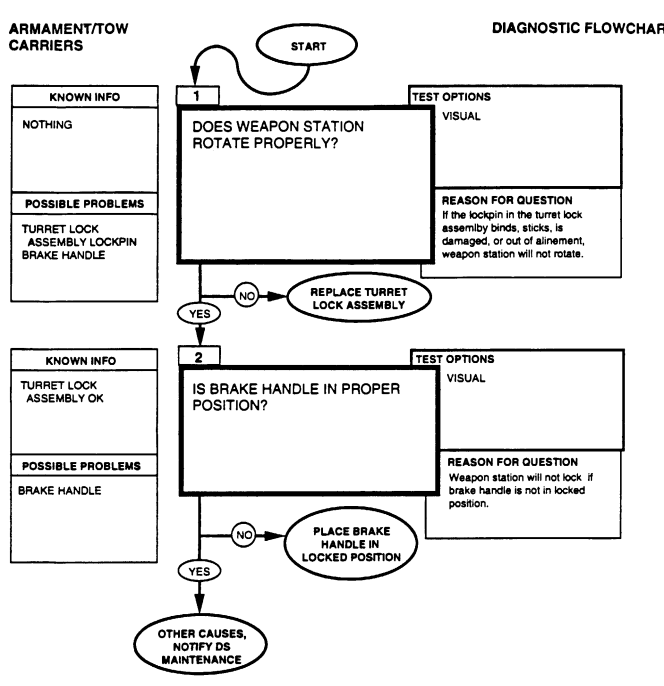 ARMAMENT/TOW
CARRIERS
DIAGNOSTIC FLOWCHAR
START
KNOWN INFO
NOTHING
POSSIBLE PROBLEMS
TURRET LOCK
ASSEMBLY LOCKPIN
BRAKE HANDLE
1
DOES WEAPON STATION
ROTATE PROPERLY?
TEST OPTIONS
VISUAL
REASON FOR QUESTION
If the lockpin in the turret lock
assemlby binds, sticks, is
damaged, or out of alinement,
weapon station will not rotate.
NO
REPLACE TURRET
LOCK ASSEMBLY
YES
KNOWN INFO
TURRET LOCK
ASSEMBLY OK
POSSIBLE PROBLEMS
BRAKE HANDLE
2
IS BRAKE HANDLE IN PROPER
POSITION?
TEST OPTIONS
VISUAL
REASON FOR QUESTION
Weapon station will not lock if
brake handle is not in locked
position.
NO
PLACE BRAKE
HANDLE IN
LOCKED POSITION
YES
OTHER CAUSES,
NOTIFY DS
MAINTENANCE